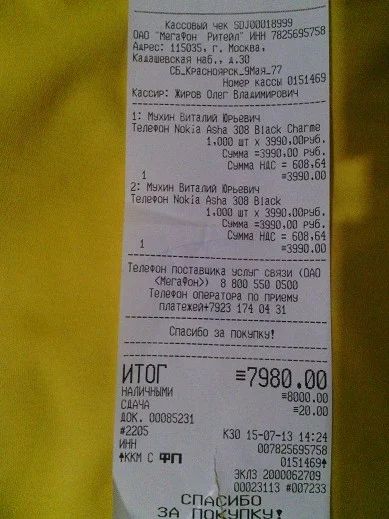 Кассовый чек SDJ00018999
ОАО "МегаФон Ритейл" ИНН 7825695758
Адрес: 115035, г. Москва,
Кадашевская наб., д.30
СБ_Красноярск_9Мая_77
Номер кассы 0151469
Кассир: Жиров Олег Владимирович
1: Мухин Виталий Юрьевич
Телефон Nokia Asha 308 Black Charme
1,000 шт x 3990,00руб.
Сумма =3990,00 руб.
Сумма НДС = 608,64
1 ≡3990.00
2: Мухин Виталий Юрьевич
Телефон Nokia Asha 308 Black
1,000 шт x 3990,00руб.
Сумма =3990,00 руб.
Сумма НДС = 608,64
1 ≡3990.00
Телефон поставщика услуг связи (ОАО
<МегаФон>) 8 800 550 0500
Телефон оператора по приему
платежей+7923 174 04 31
Спасибо за покупку!
ИТОГ ≡7980.00
НАЛИЧНЫМИ ≡8000.00
СДАЧА ≡20.00
ДОК. 00085231
#2205 К30 15-07-13 14:24
ИНН 007825695758
ККМ С ФП 0151469
ЭКЛЗ 2000062709
00023113 #007233
СПАСИБО
ЗА ПОКУПКУ!